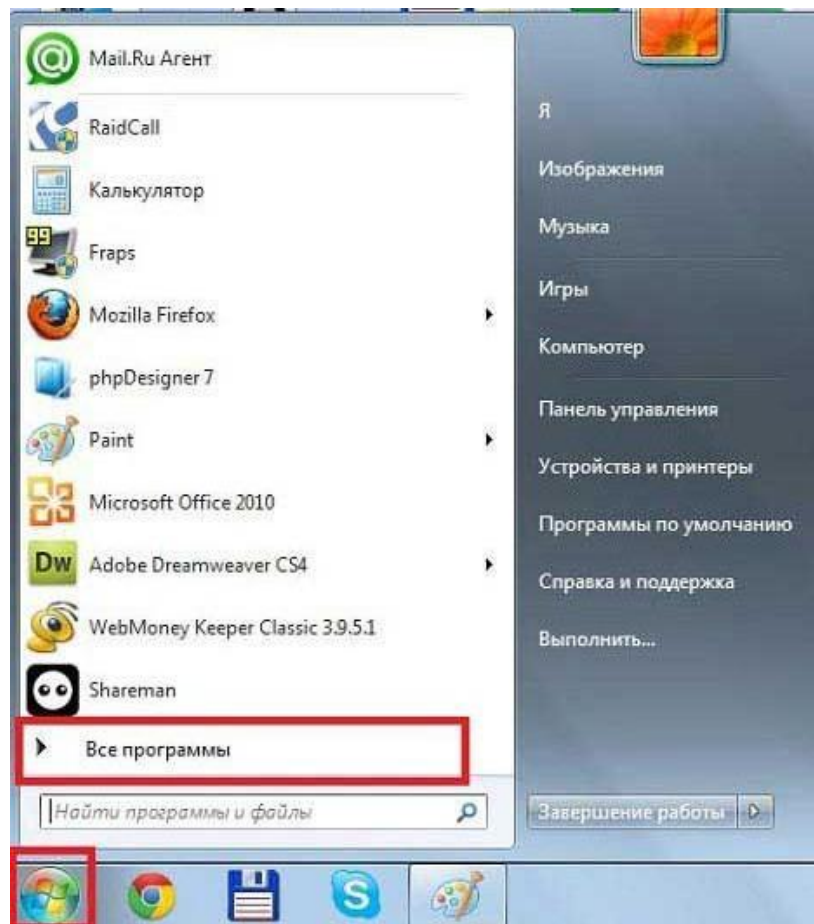 Mail.Ru Агент
RaidCall
Калькулятор
99
Fraps
Mozilla Firefox
phpDesigner 7
Paint
Microsoft Office 2010
Dw
Adobe Dreamweaver CS4
WebMoney Keeper Classic 3.9.5.1
Shareman
Все программы
Найти программы и файлы
Я
Изображения
Музыка
Игры
Компьютер
Панель управления
Устройства и принтеры
Программы по умолчанию
Справка и поддержка
Выполнить...
Завершение работы